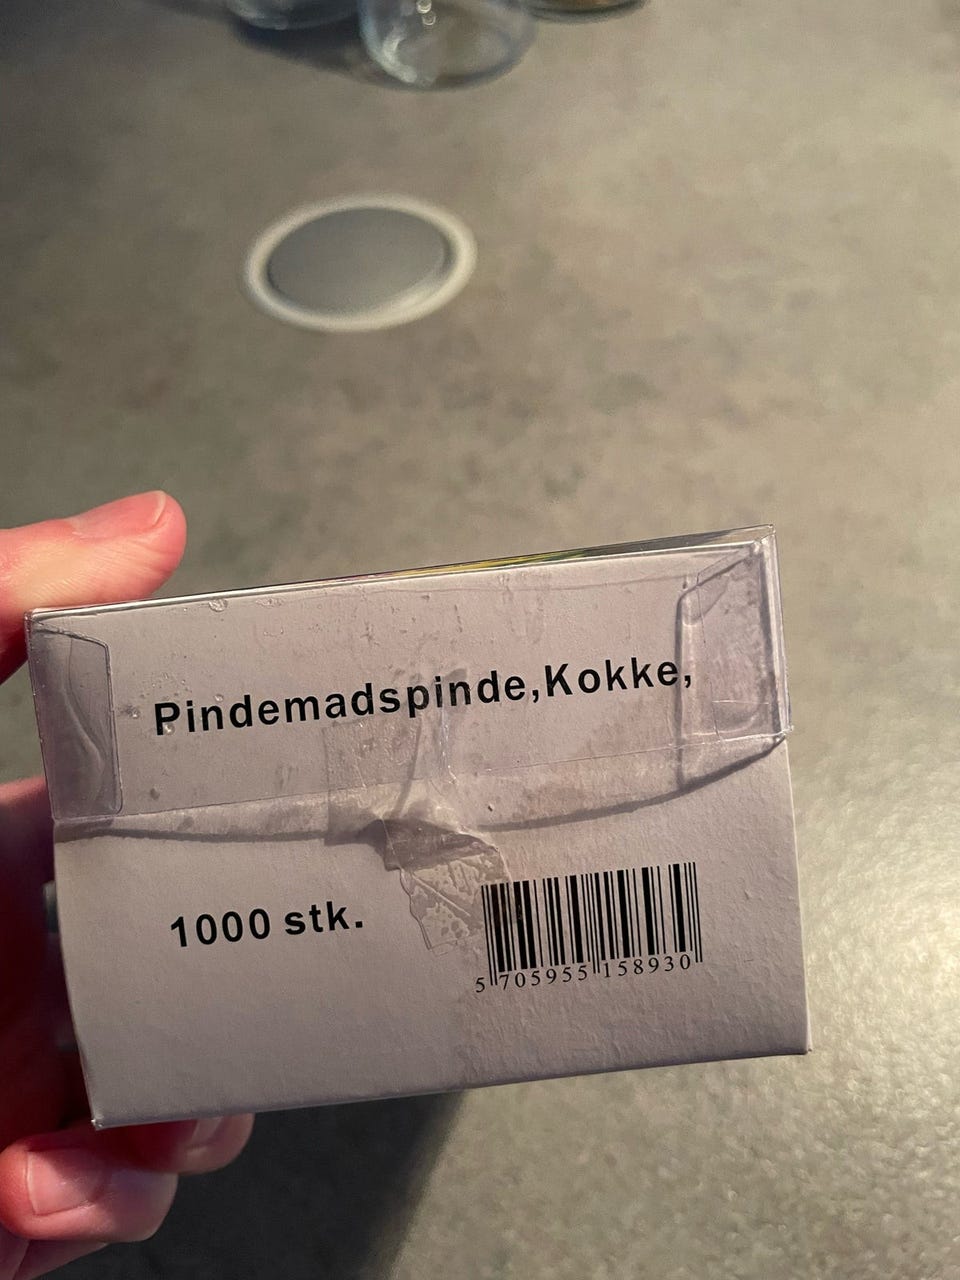 Pindemadspinde,Kokke,
1000 stk.
5 705955 158930